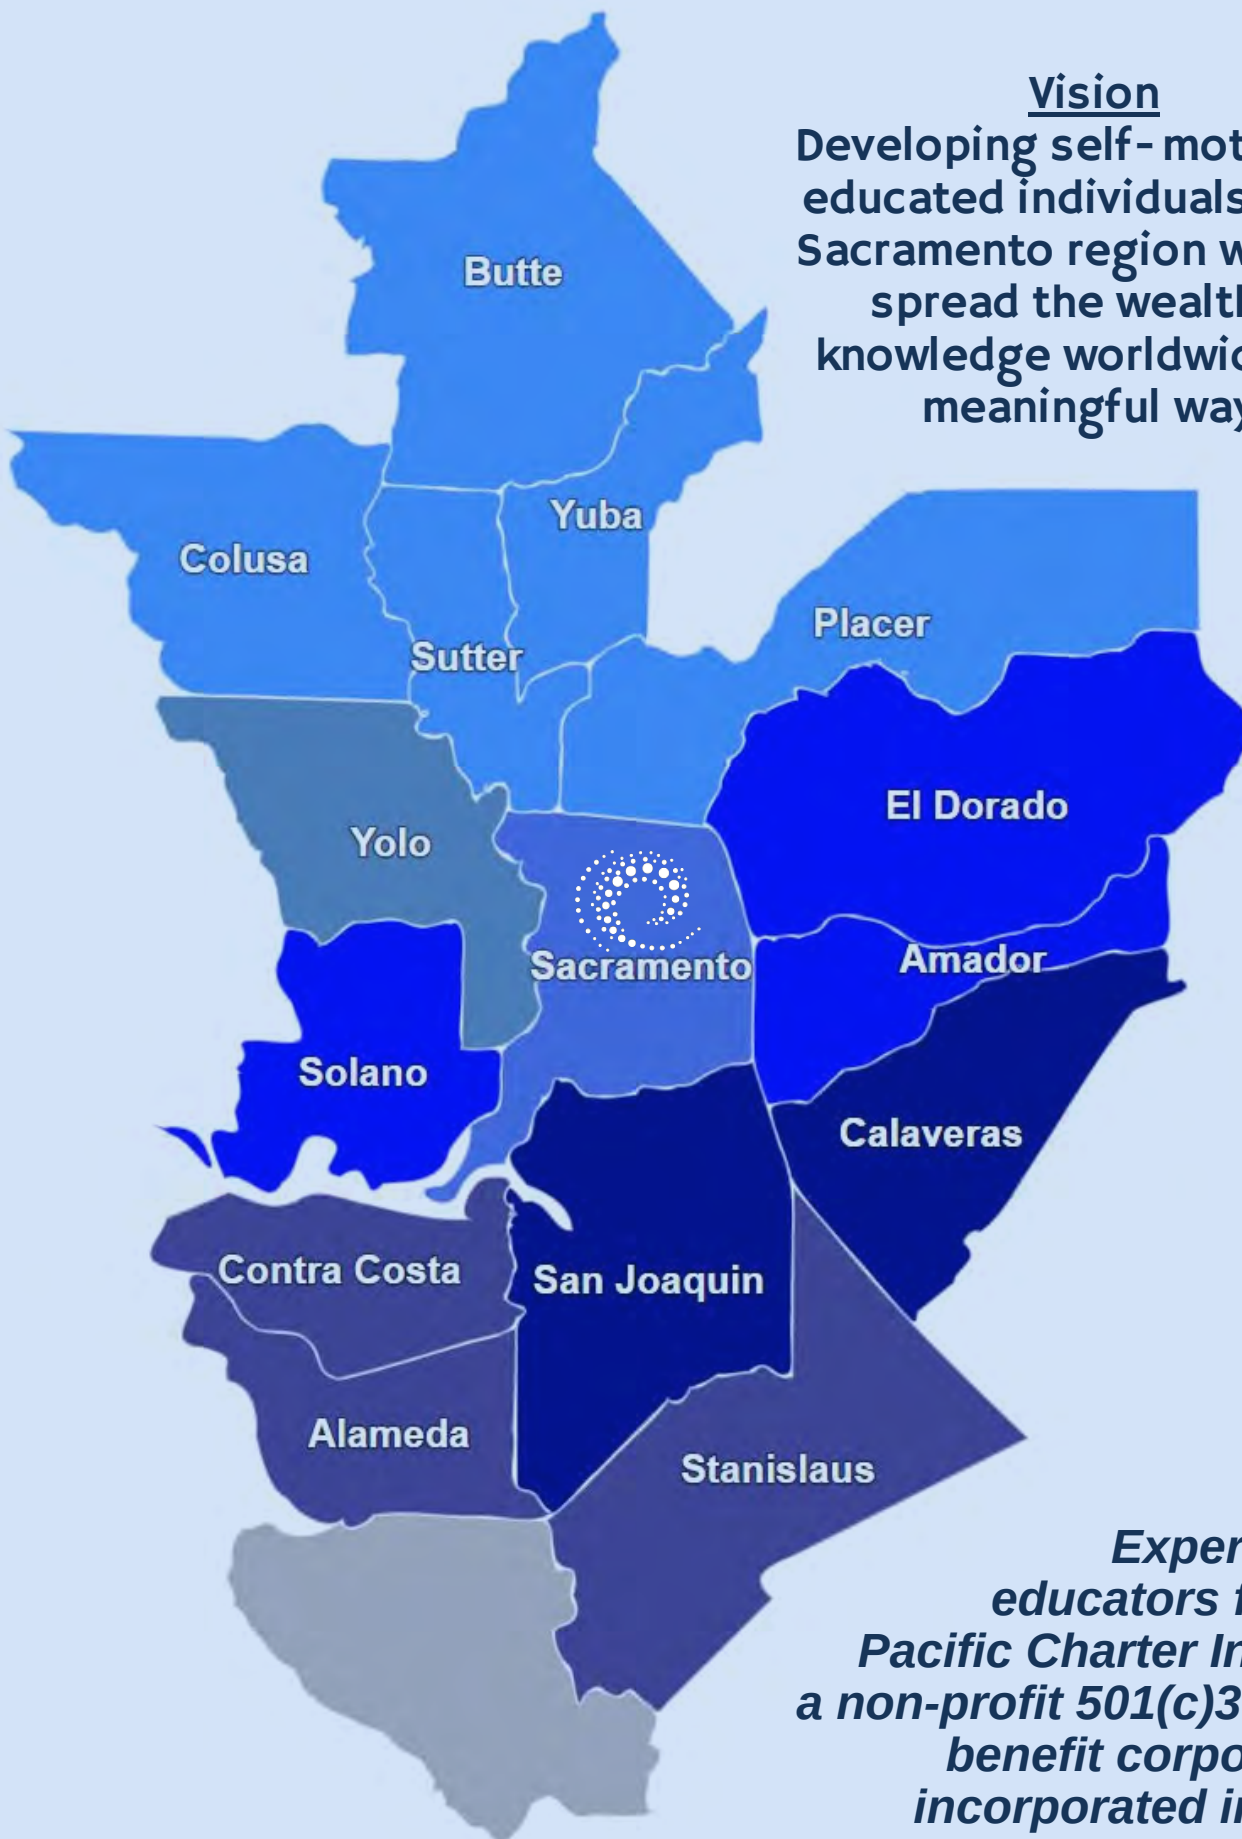 Vision
Developing self-mot
educated individuals
Sacramento region w
spread the wealt
knowledge worldwi
meaningful way
Butte
Yuba
Colusa
Placer
Sutter
El Dorado
Yolo
Amador
Sacramento
Solano
Calaveras
Contra Costa
San Joaquin
Alameda
Stanislaus
Exper
educators f
Pacific Charter In
a non-profit 501(c)3
benefit corpo
incorporated i